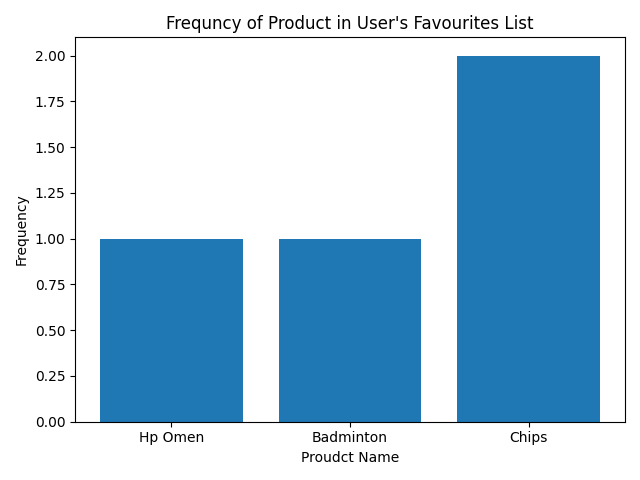 Frequncy of Product in User's Favourites List
2.00
1.75
1.50
1.25
1.00
0.75
0.50
0.25
0.00
Frequency
Hp Omen
Badminton
Chips
Proudct Name